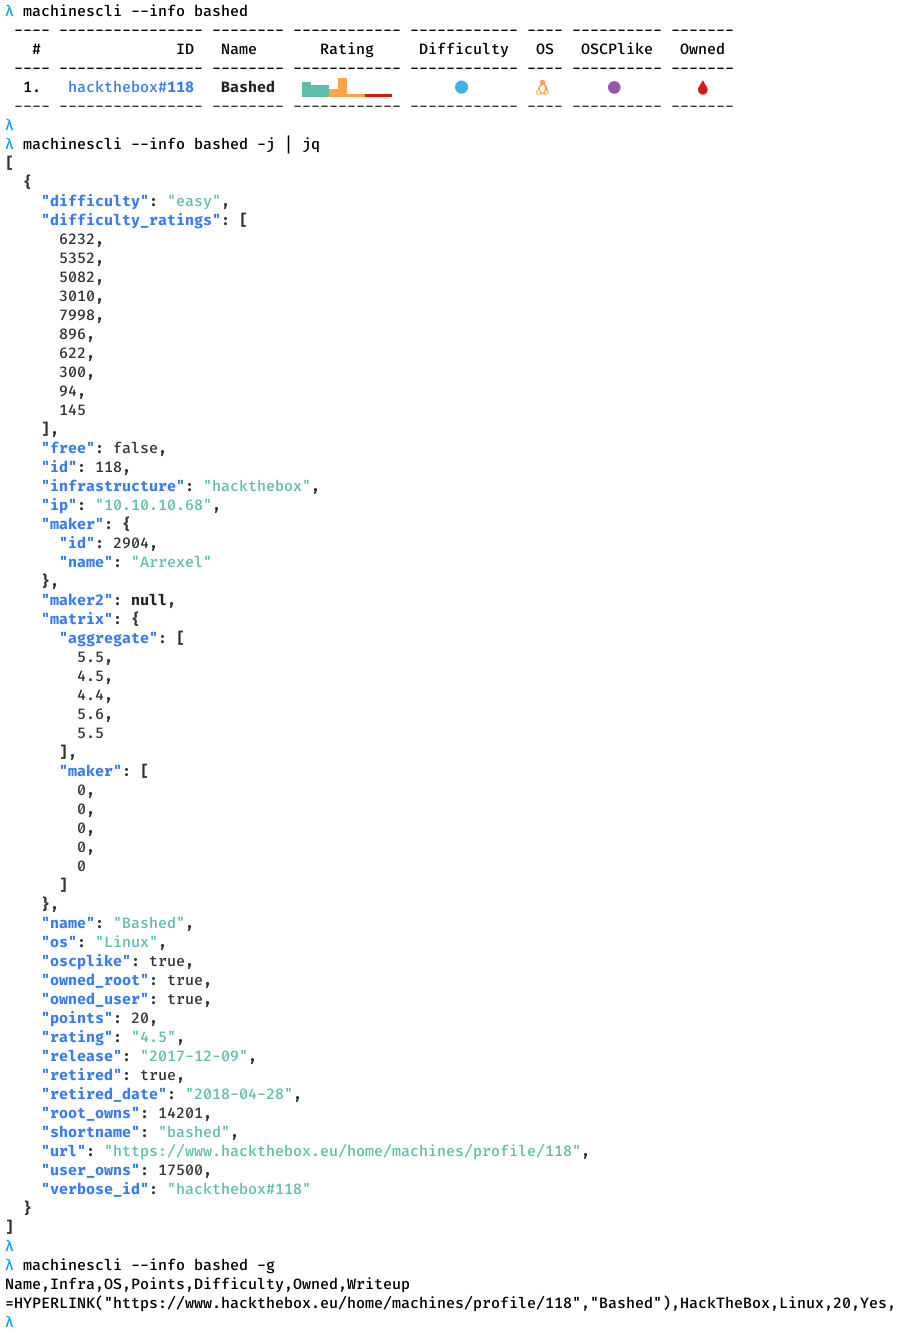 λ machinescli --info bashed
---- ---------------- -------- ------------ ------------ ---- ---------- -------
# ID Name Rating Difficulty OS OSCPlike Owned
---- ---------------- -------- ------------ ------------ ---- ---------- -------
1. hackthebox#118 Bashed
---- ---------------- -------- ------------ ------------ ---- ---------- -------
λ
λ machinescli --info bashed -j | jq
[
  {
    "difficulty": "easy",
    "difficulty_ratings": [
      6232,
      5352,
      5082,
      3010,
      7998,
      896,
      622,
      300,
      94,
      145
    ],
    "free": false,
    "id": 118,
    "infrastructure": "hackthebox",
    "ip": "10.10.10.68",
    "maker": {
      "id": 2904,
      "name": "Arrexel"
    },
    "maker2": null,
    "matrix": {
      "aggregate": [
        5.5,
        4.5,
        4.4,
        5.6,
        5.5
      ],
      "maker": [
        0,
        0,
        0,
        0,
        0
      ]
    },
    "name": "Bashed",
    "os": "Linux",
    "oscplike": true,
    "owned_root": true,
    "owned_user": true,
    "points": 20,
    "rating": "4.5",
    "release": "2017-12-09",
    "retired": true,
    "retired_date": "2018-04-28",
    "root_owns": 14201,
    "shortname": "bashed",
    "url": "https://www.hackthebox.eu/home/machines/profile/118",
    "user_owns": 17500,
    "verbose_id": "hackthebox#118"
  }
]
λ
λ machinescli --info bashed -g
Name,Infra,OS,Points,Difficulty,Owned,Writeup
=HYPERLINK("https://www.hackthebox.eu/home/machines/profile/118","Bashed"),HackTheBox,Linux,20,Yes,
λ